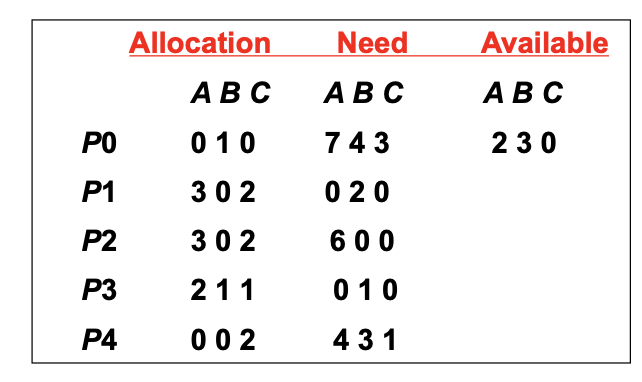 Allocation Need Available
A B C A B C A B C
P0 0 1 0 7 4 3 2 3 0
P1 3 0 2 0 2 0
P2 3 0 2 6 0 0
P3 2 1 1 0 1 0
P4 0 0 2 4 3 1